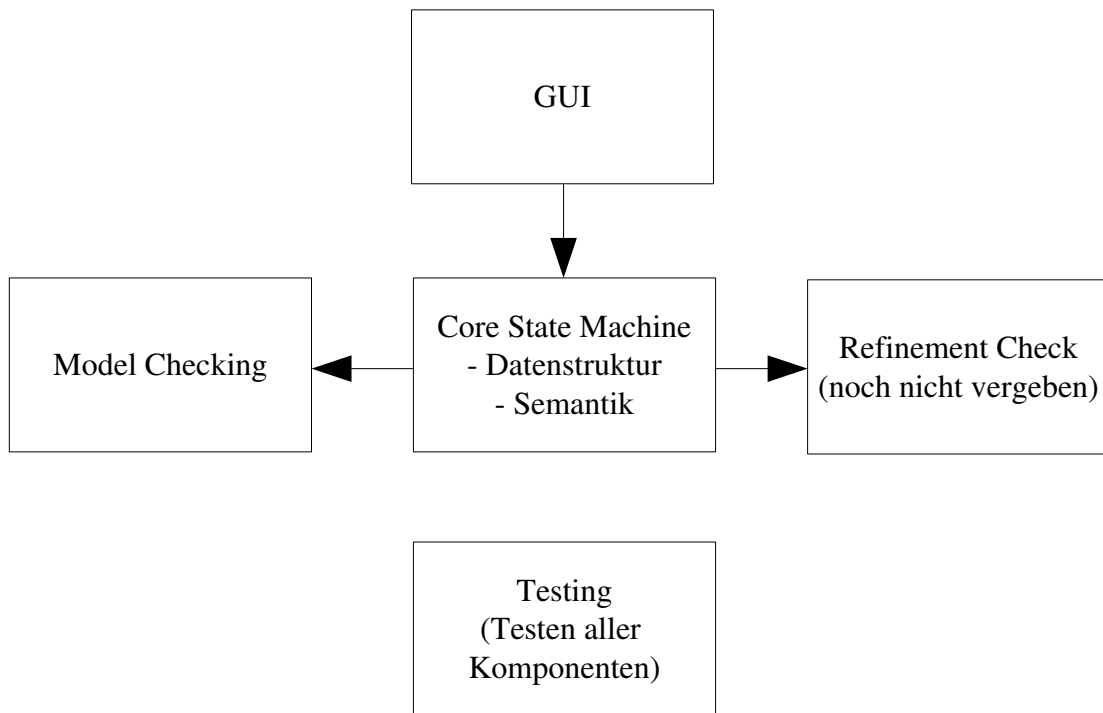 GUI
Model Checking
Core State Machine
- Datenstruktur
- Semantik
Refinement Check
(noch nicht vergeben)
Testing
(Testen aller
Komponenten)